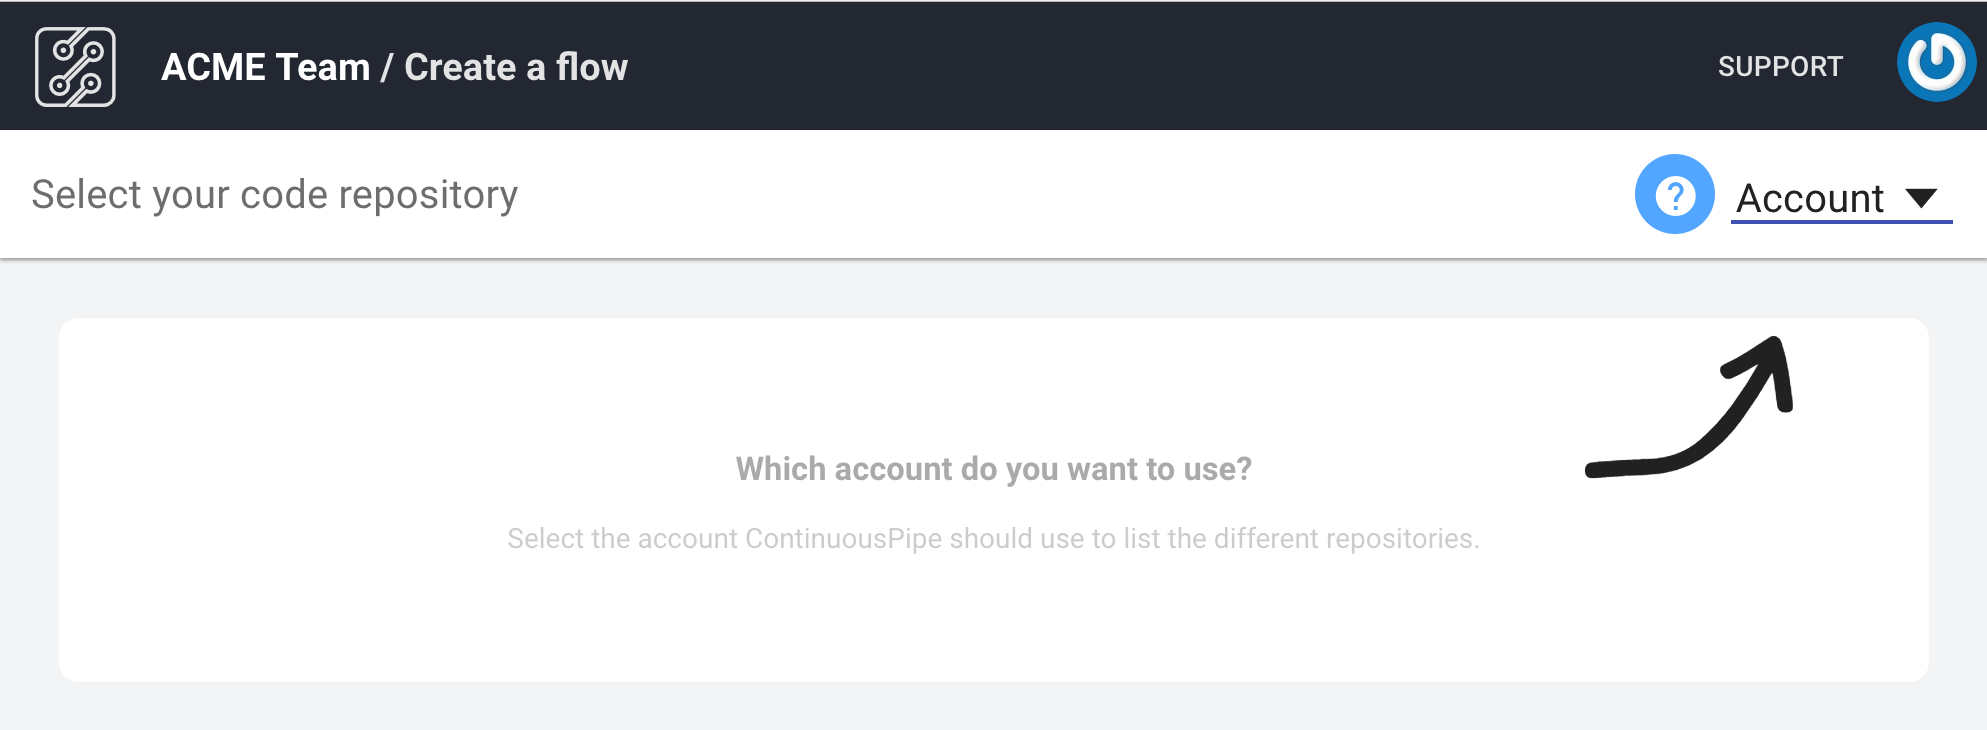 ACME Team / Create a flow
SUPPORT
Select your code repository
?
Account
Which account do you want to use?
Select the account ContinuousPipe should use to list the different repositories.